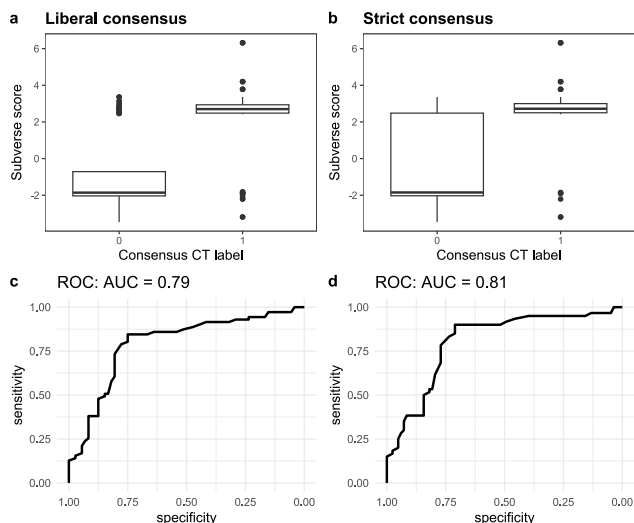 a Liberal consensus
Subverse score
6
4
2
0
-2
0 1
Consensus CT label
b Strict consensus
Subverse score
6
4
2
0
-2
0 1
Consensus CT label
c ROC: AUC = 0.79
sensitivity
1.00
0.75
0.50
0.25
0.00
1.00 0.75 0.50 0.25 0.00
specificity
d ROC: AUC = 0.81
sensitivity
1.00
0.75
0.50
0.25
0.00
1.00 0.75 0.50 0.25 0.00
specificity